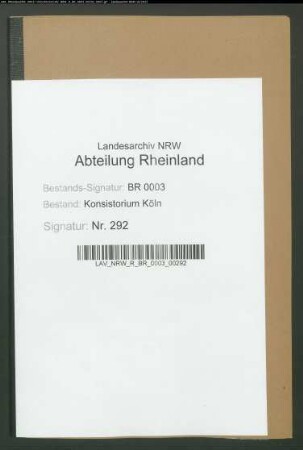 Landesarchiv NRW
Abteilung Rheinland
Bestands-Signatur: BR 0003
Bestand: Konsistorium Köln
Signatur: Nr. 292
LAV_NRW_R_BR_0003_00292